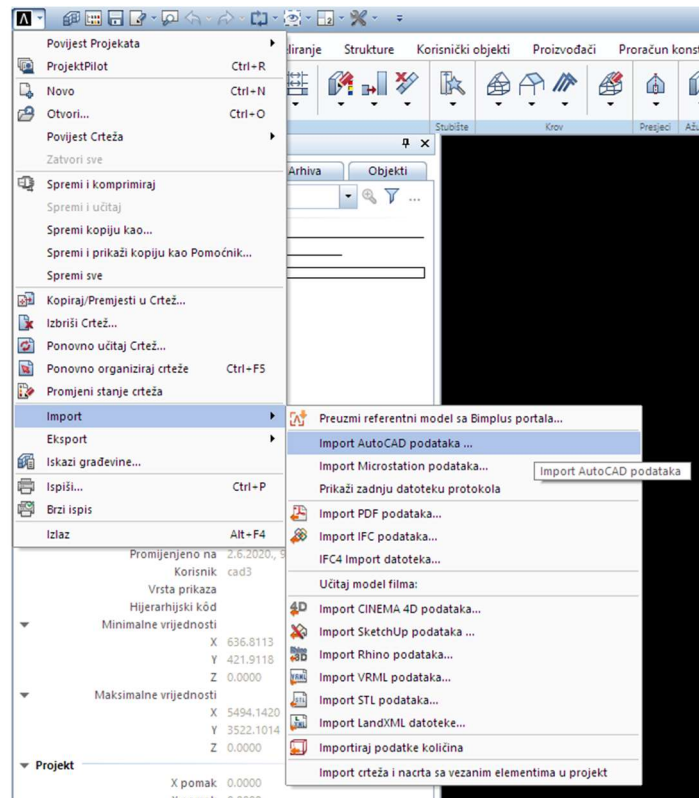 eliranje Strukture Korisnički objekti Proizvođači Proračun kons
Stubište Krov Presjeci Ažu
Arhiva Objekti
Povijest Projekata
ProjektPilot Ctrl+R
Novo Ctrl+N
Otvori... Ctrl+O
Povijest Crteža
Zatvori sve
Spremi i komprimiraj
Spremi i učitaj
Spremi kopiju kao...
Spremi i prikaži kopiju kao Pomoćnik...
Spremi sve
Kopiraj/Premjesti u Crtež...
Izbriši Crtež...
Ponovno učitaj Crtež...
Ponovno organiziraj crteže Ctrl+F5
Promjeni stanje crteža
Import
Eksport
Iskazi građevine...
Ispiši... Ctrl+P
Brzi ispis
Izlaz Alt+F4
Preuzmi referentni model sa Bimplus portala...
Import AutoCAD podataka ...
Import Microstation podataka...
Import AutoCAD podataka
Prikaži zadnju datoteku protokola
Import PDF podataka...
Import IFC podataka...
IFC4 Import datoteka...
Učitaj model filma:
Import CINEMA 4D podataka...
Import SketchUp podataka ...
Import Rhino podataka...
Import VRML podataka...
Import STL podataka...
Import LandXML datoteke...
Importiraj podatke količina
Import crteža i nacrta sa vezanim elementima u projekt
Promijenjeno na 2.6.2020., 9
Korisnik cad3
Vrsta prikaza
Hijerarhijski kôd
Minimalne vrijednosti
X 636.8113
Y 421.9118
Z 0.0000
Maksimalne vrijednosti
X 5494.1420
Y 3522.1014
Z 0.0000
Projekt
X pomak 0.0000